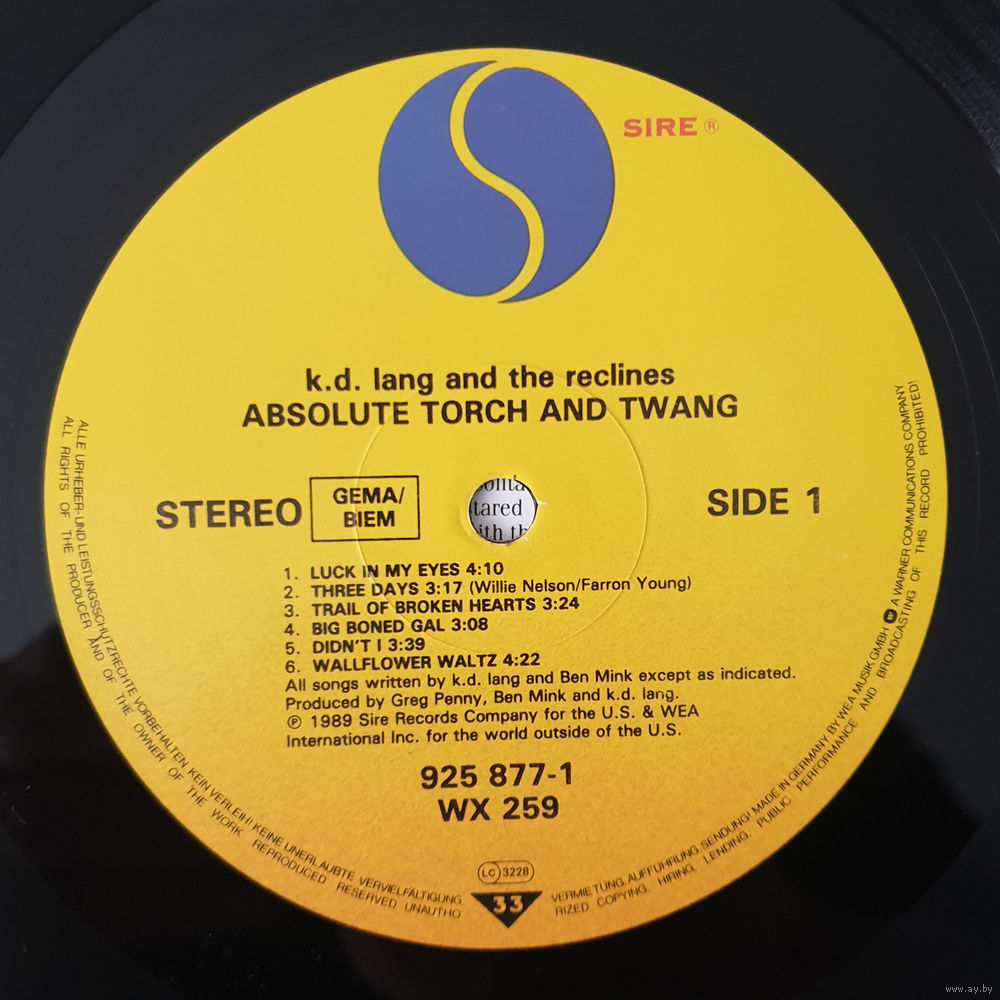 SIRE ®
k.d. lang and the reclines
ABSOLUTE TORCH AND TWANG
STEREO
GEMA/
BIEM
SIDE 1
tared
1. LUCK IN MY EYES 4:10
2. THREE DAYS 3:17 (Willie Nelson/Farron Young)
3. TRAIL OF BROKEN HEARTS 3:24
4. BIG BONED GAL 3:08
5. DIDN'T I 3:39
6. WALLFLOWER WALTZ 4:22
All songs written by k.d. lang and Ben Mink except as indicated.
Produced by Greg Penny, Ben Mink and k.d. lang.
℗ 1989 Sire Records Company for the U.S. & WEA
International Inc. for the world outside of the U.S.
925 877-1
WX 259
LC 3228
33
ALLE URHEBER- UND LEISTUNGSSCHUTZRECHTE VORBEHALTEN KEIN VERLEIH! KEINE UNERLAUBTE VERVIELFÄLTIGUNG, VERMIETUNG, AUFFÜHRUNG, SENDUNG! MADE IN GERMANY BY WEA MUSIK GMBH A WARNER COMMUNICATIONS COMPANY
ALL RIGHTS OF THE PRODUCER AND OF THE OWNER OF THE WORK REPRODUCED RESERVED. UNAUTHORIZED COPYING, HIRING, LENDING, PUBLIC PERFORMANCE AND BROADCASTING OF THIS RECORD PROHIBITED!
www.ay.by